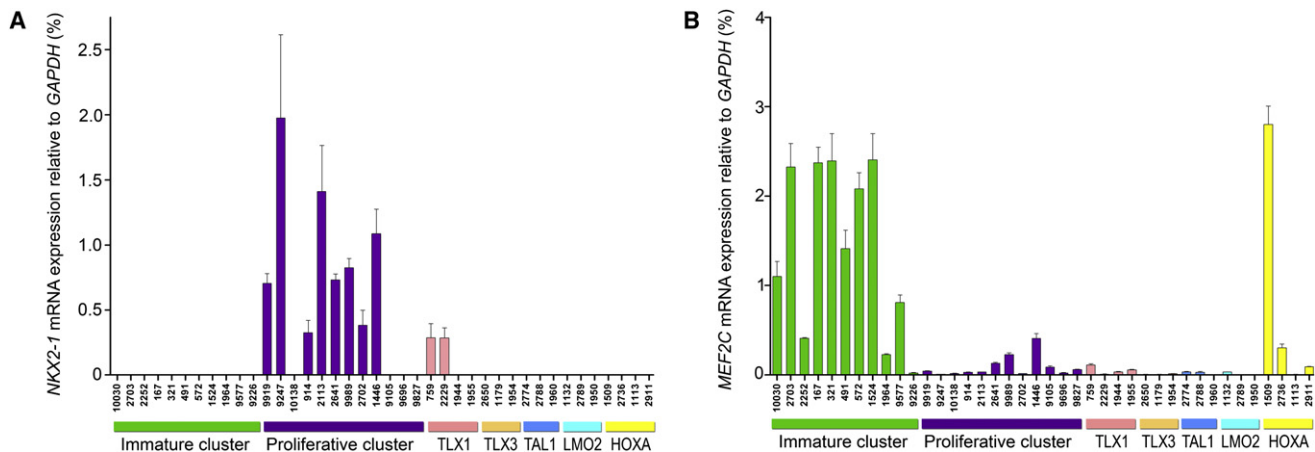 A
NKX2-1 mRNA expression relative to GAPDH (%)
2.5
2.0
1.5
1.0
0.5
0
10030 2703 2252 167 321 491 572 1524 1964 9577 9226 9919 9247 10138 914 2113 2641 9989 2702 1446 9105 9696 9827 759 2229 1944 1955 2650 1179 1954 2774 2788 1960 1132 2789 1950 1509 2736 1113 2911
Immature cluster Proliferative cluster TLX1 TLX3 TAL1 LMO2 HOXA
B
MEF2C mRNA expression relative to GAPDH (%)
4
3
2
1
0
10030 2703 2252 167 321 491 572 1524 1964 9577 9226 9919 9247 10138 914 2113 2641 9989 2702 1446 9105 9696 9827 759 2229 1944 1955 2650 1179 1954 2774 2788 1960 1132 2789 1950 1509 2736 1113 2911
Immature cluster Proliferative cluster TLX1 TLX3 TAL1 LMO2 HOXA